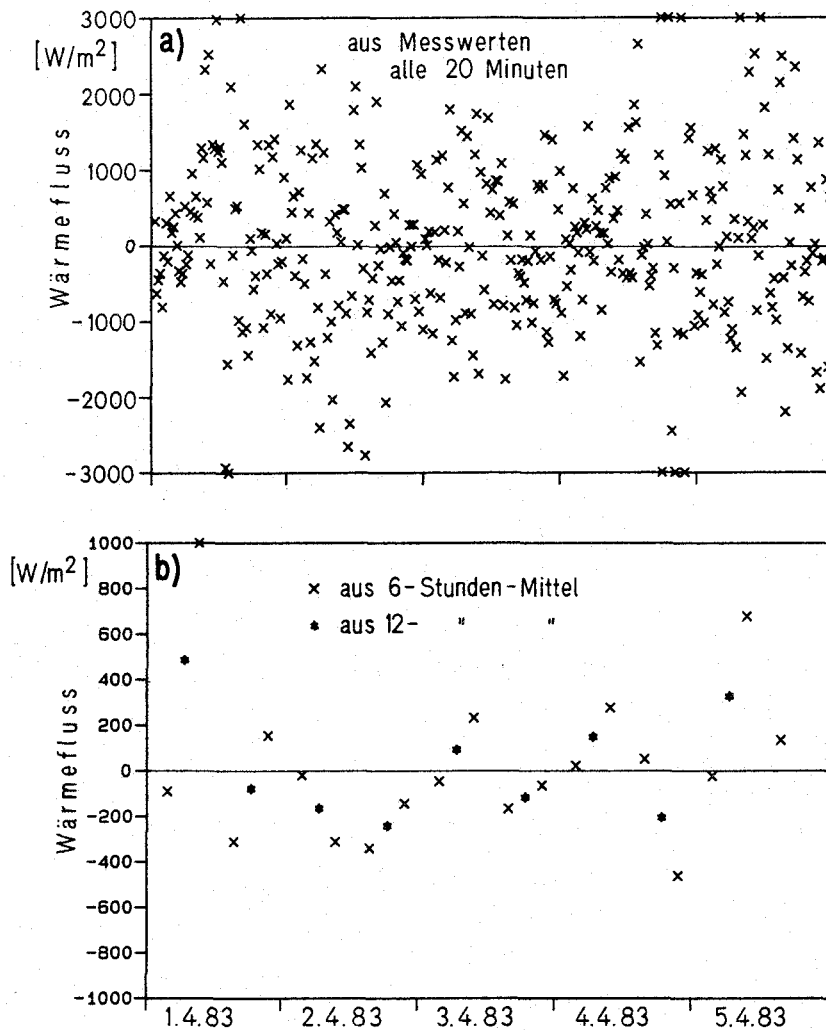 3000
a)
aus Messwerten
[W/m²]
alle 20 Minuten
2000
1000
0
-1000
-2000
-3000
Wärmefluss
1000
[W/m²]
b)
× aus 6-Stunden-Mittel
800
* aus 12- " "
600
400
200
0
-200
-400
-600
-800
-1000
Wärmefluss
1.4.83 2.4.83 3.4.83 4.4.83 5.4.83